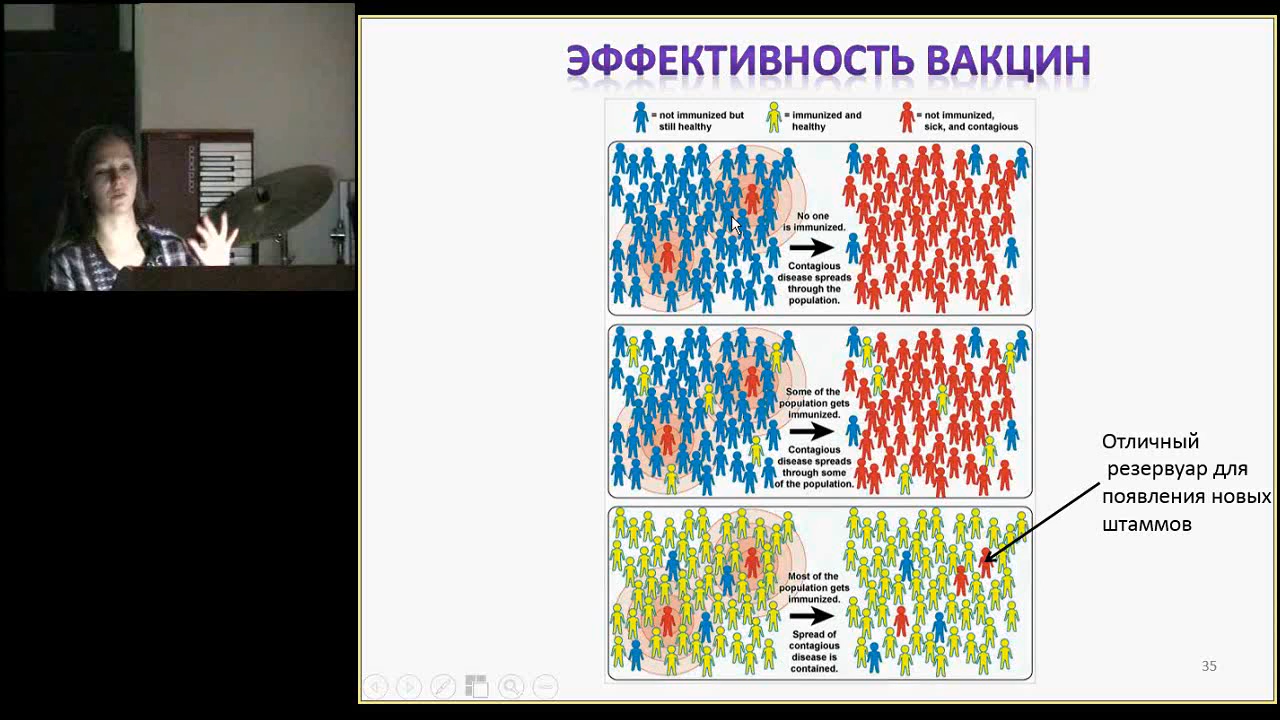 ЭФФЕКТИВНОСТЬ ВАКЦИН
= not immunized but
still healthy
= immunized and
healthy
= not immunized,
sick, and contagious
No one
is immunized.
Contagious
disease spreads
through the
population.
Some of the
population gets
immunized.
Contagious
disease spreads
through some
of the population.
Most of the
population gets
immunized.
Spread of
contagious
disease is
contained.
Отличный
резервуар для
появления новых
штаммов
35